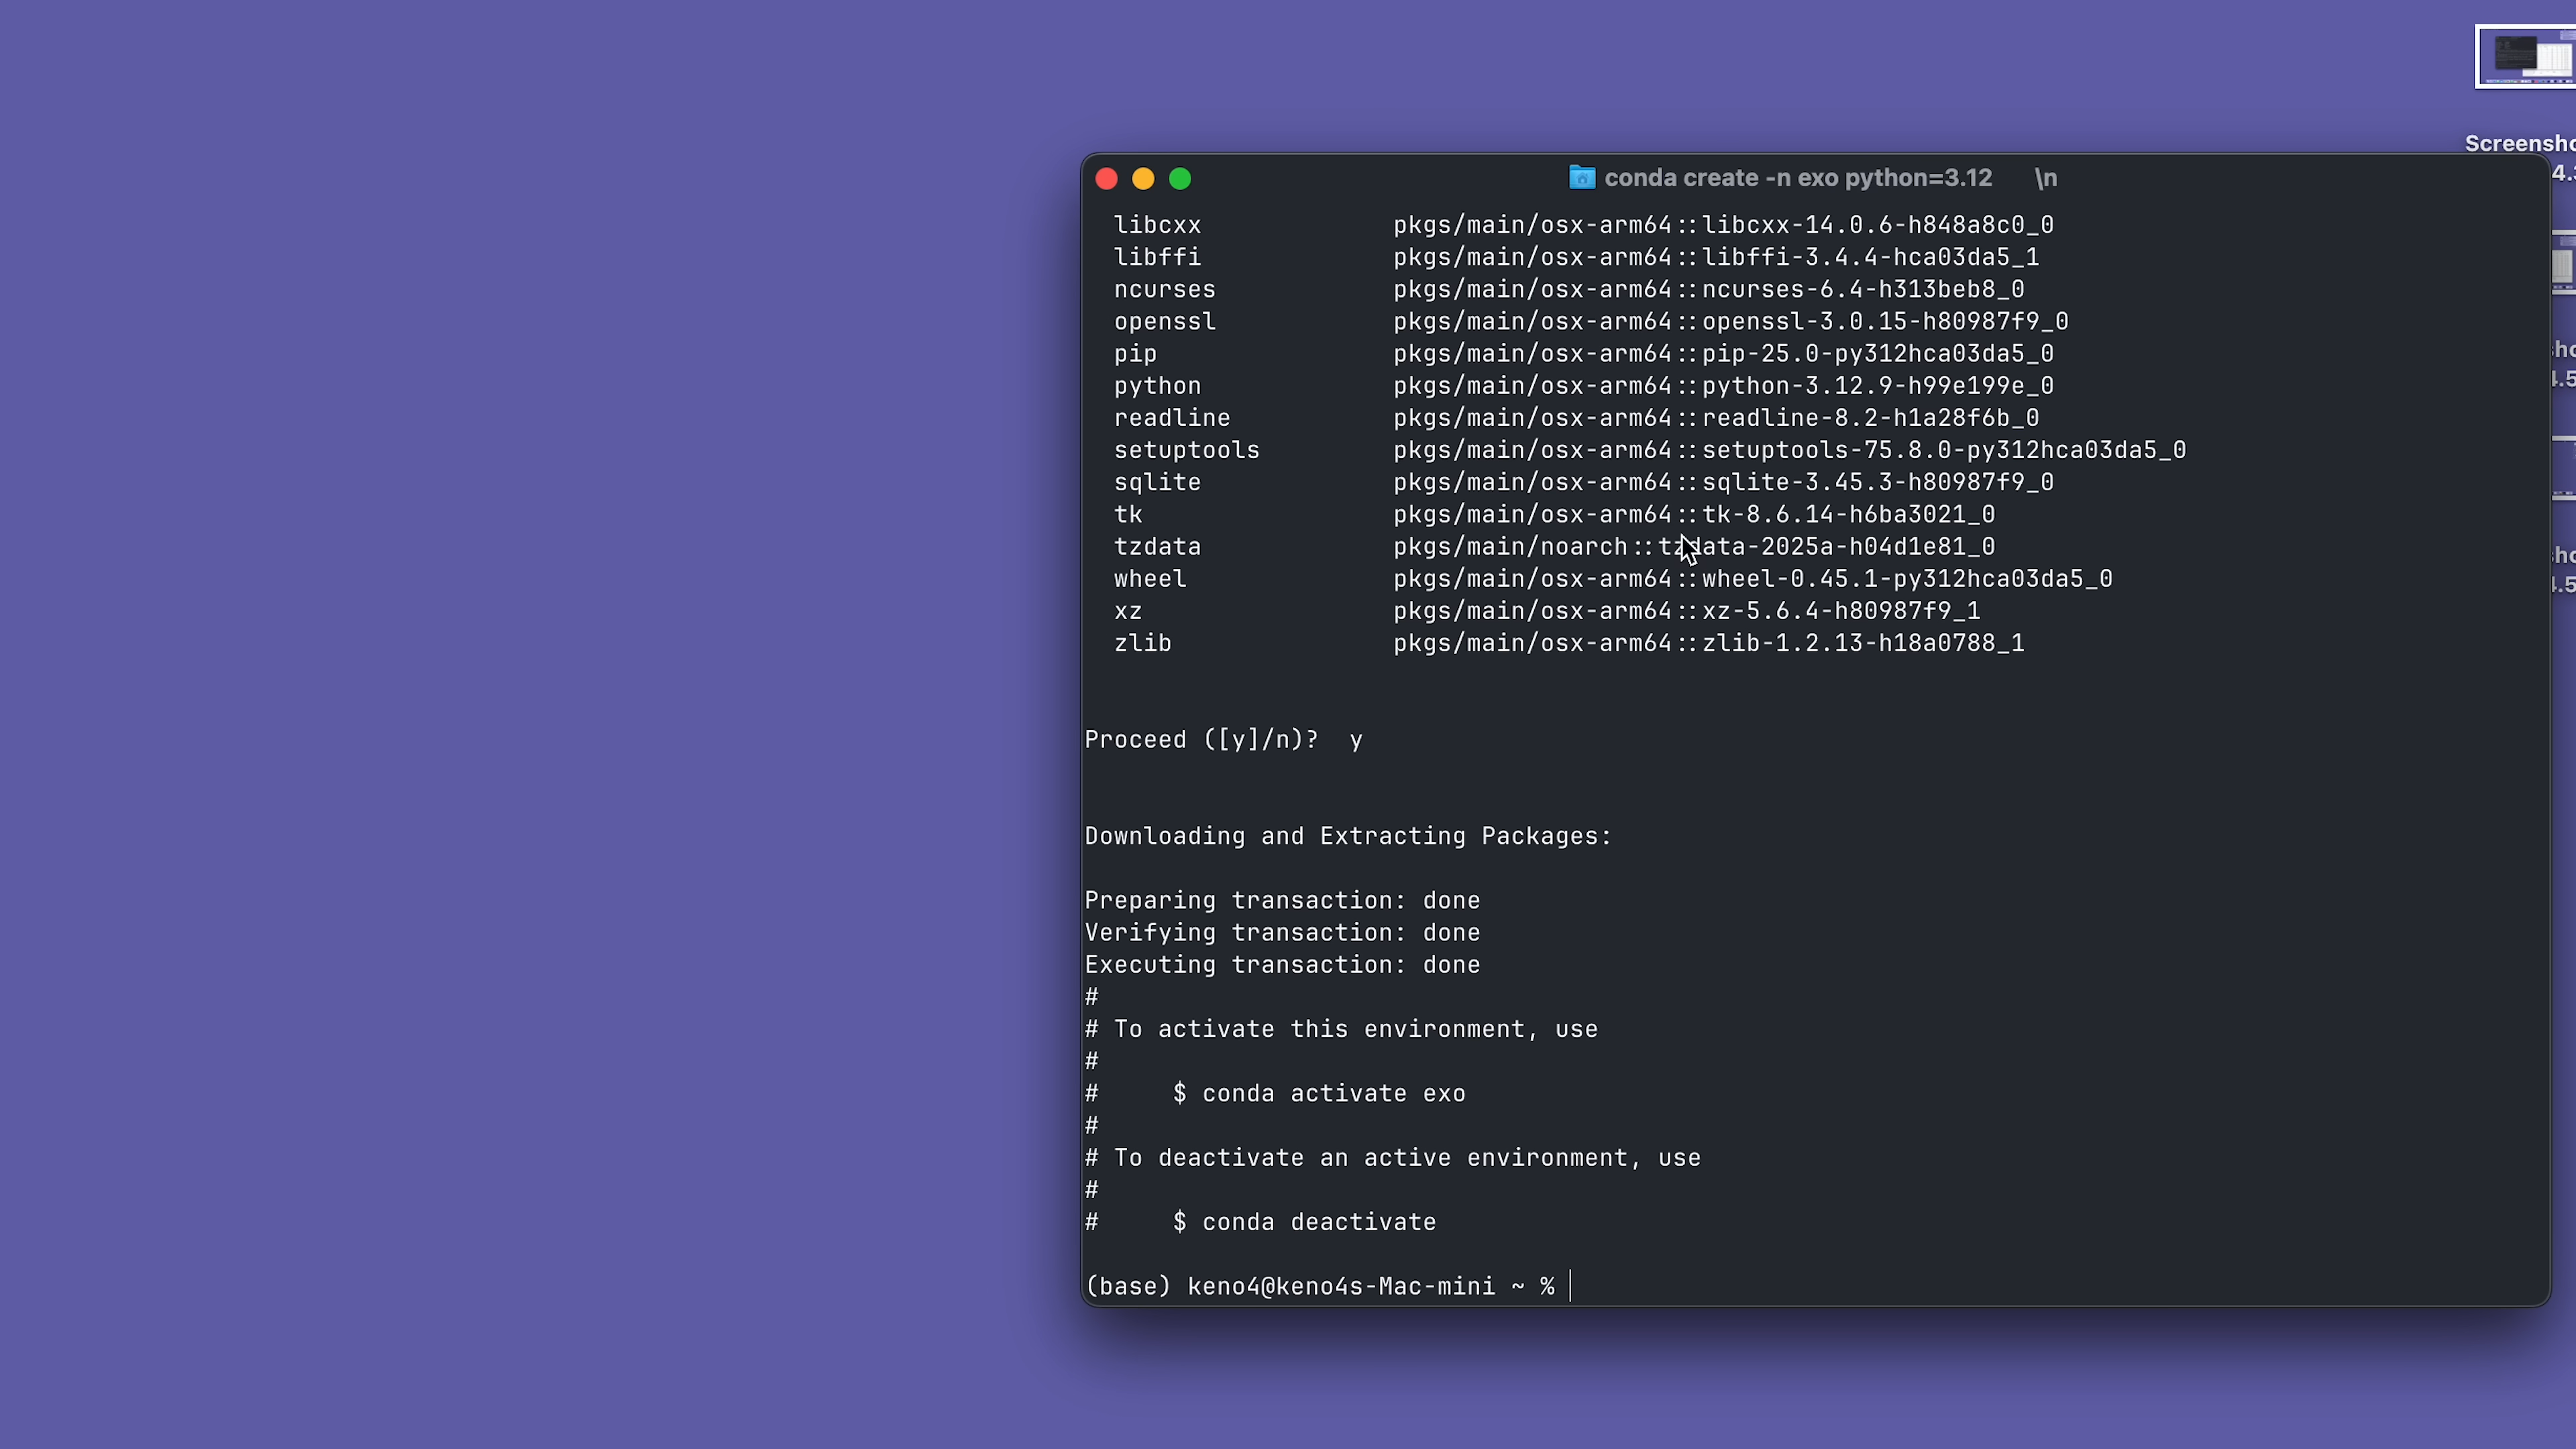 Screensho
conda create -n exo python=3.12 \n
libcxx pkgs/main/osx-arm64::libcxx-14.0.6-h848a8c0_0
libffi pkgs/main/osx-arm64::libffi-3.4.4-hca03da5_1
ncurses pkgs/main/osx-arm64::ncurses-6.4-h313beb8_0
openssl pkgs/main/osx-arm64::openssl-3.0.15-h80987f9_0
pip pkgs/main/osx-arm64::pip-25.0-py312hca03da5_0
python pkgs/main/osx-arm64::python-3.12.9-h99e199e_0
readline pkgs/main/osx-arm64::readline-8.2-h1a28f6b_0
setuptools pkgs/main/osx-arm64::setuptools-75.8.0-py312hca03da5_0
sqlite pkgs/main/osx-arm64::sqlite-3.45.3-h80987f9_0
tk pkgs/main/osx-arm64::tk-8.6.14-h6ba3021_0
tzdata pkgs/main/noarch::tzdata-2025a-h04d1e81_0
wheel pkgs/main/osx-arm64::wheel-0.45.1-py312hca03da5_0
xz pkgs/main/osx-arm64::xz-5.6.4-h80987f9_1
zlib pkgs/main/osx-arm64::zlib-1.2.13-h18a0788_1
Proceed ([y]/n)? y
Downloading and Extracting Packages:
Preparing transaction: done
Verifying transaction: done
Executing transaction: done
#
# To activate this environment, use
#
# $ conda activate exo
#
# To deactivate an active environment, use
#
# $ conda deactivate
(base) keno4@keno4s-Mac-mini ~ %